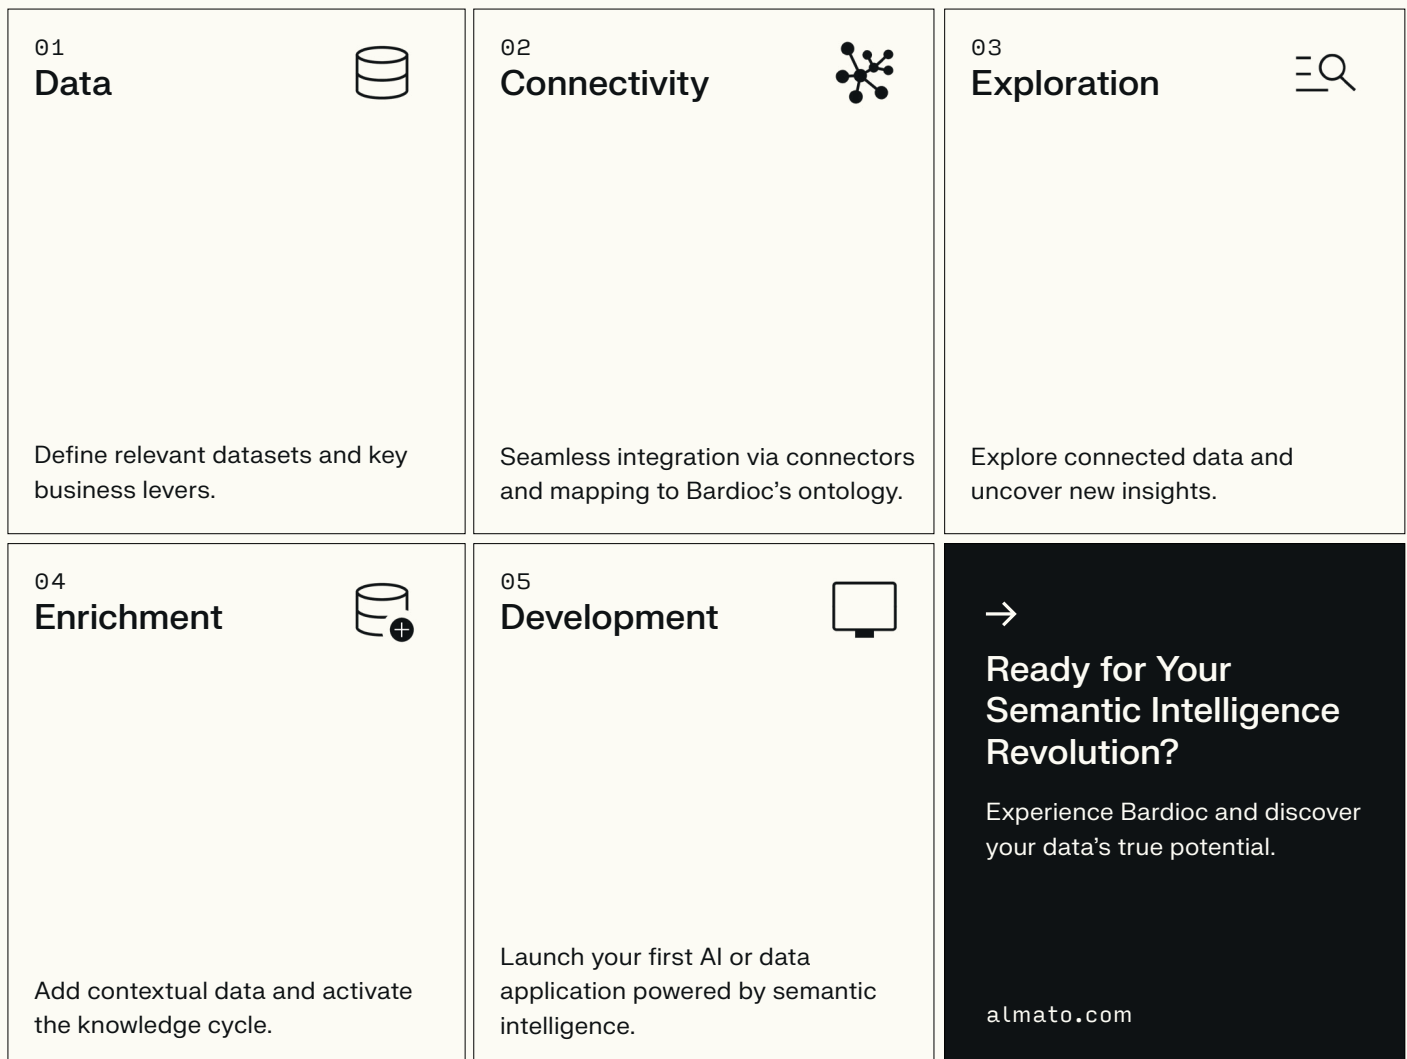 01
Data
Define relevant datasets and key
business levers.
02
Connectivity
Seamless integration via connectors
and mapping to Bardioc’s ontology.
03
Exploration
Explore connected data and
uncover new insights.
04
Enrichment
Add contextual data and activate
the knowledge cycle.
05
Development
Launch your first AI or data
application powered by semantic
intelligence.
Ready for Your
Semantic Intelligence
Revolution?
Experience Bardioc and discover
your data’s true potential.
almato.com